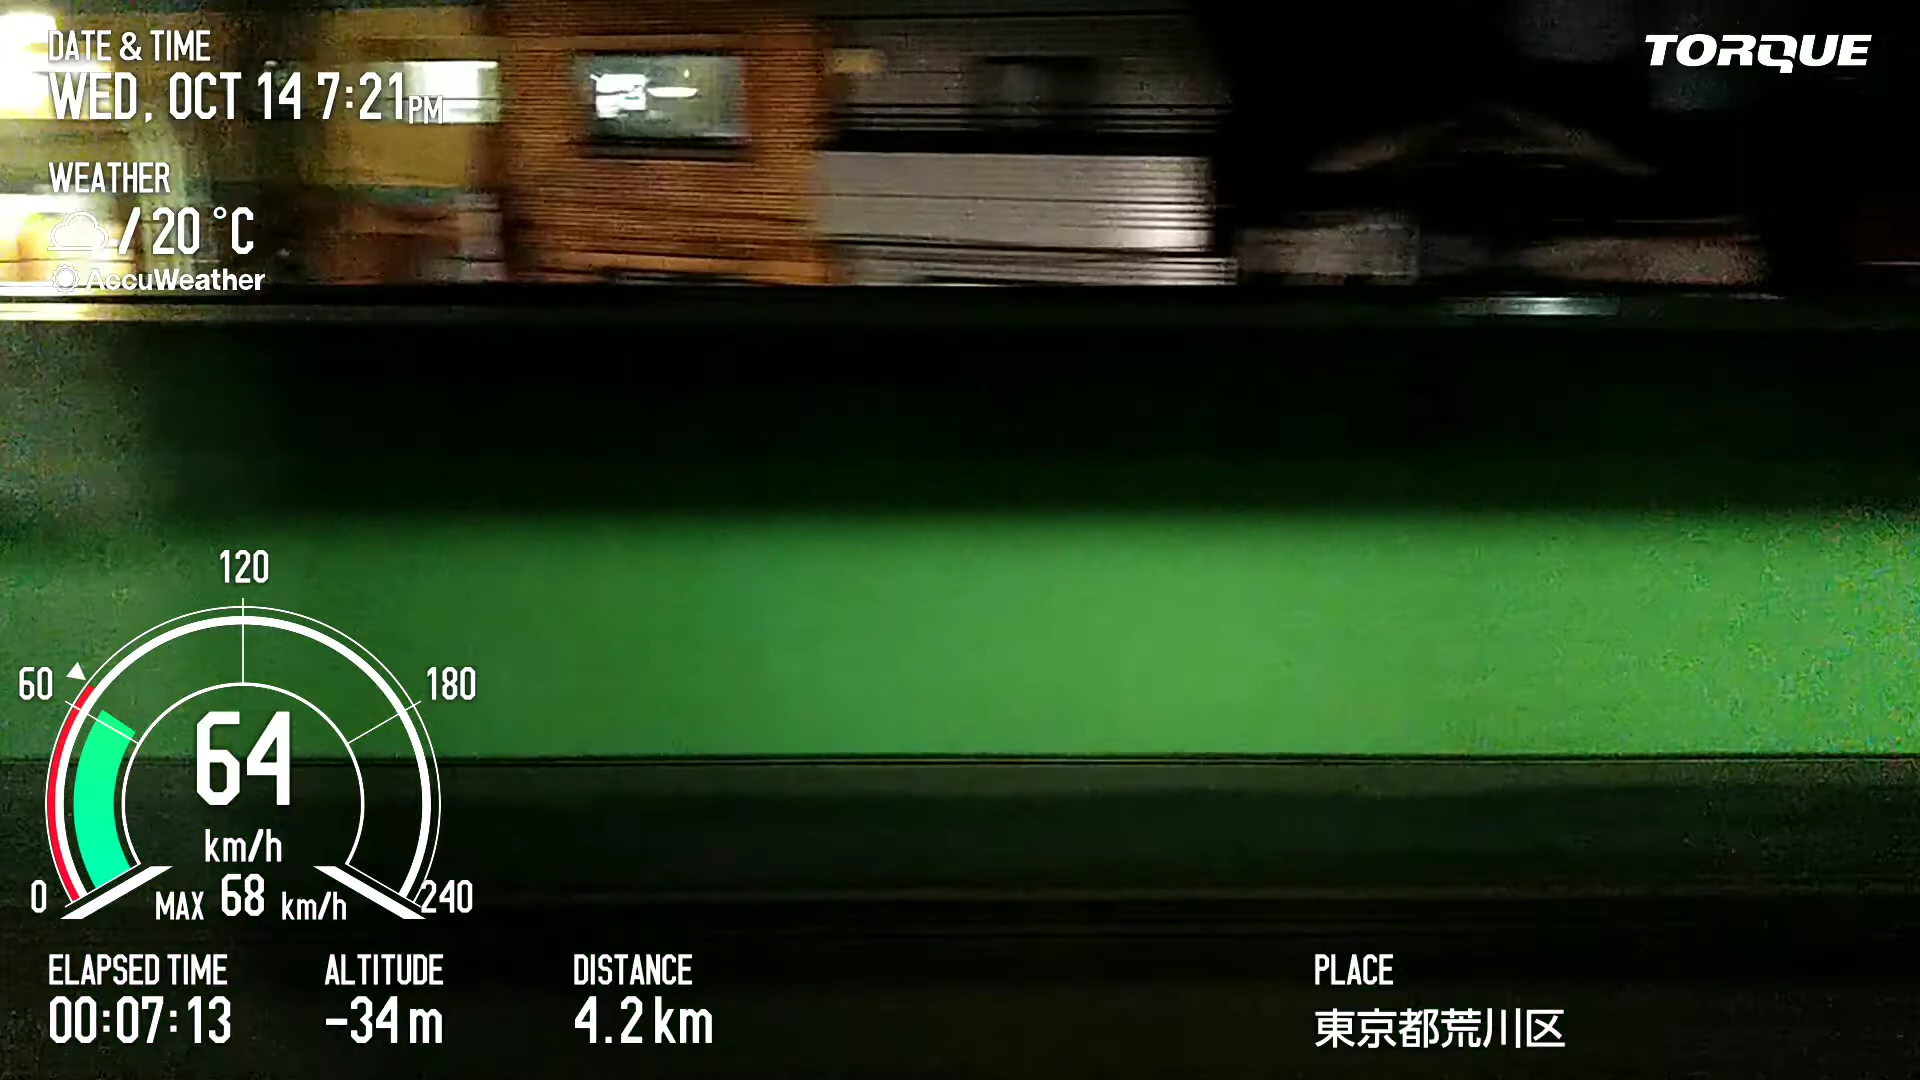 DATE & TIME
WED, OCT 14 7:21PM
TORQUE
WEATHER
/ 20 °C
AccuWeather
120
60
180
64
km/h
0
MAX 68 km/h
240
ELAPSED TIME
00:07:13
ALTITUDE
-34 m
DISTANCE
4.2 km
PLACE
東京都荒川区